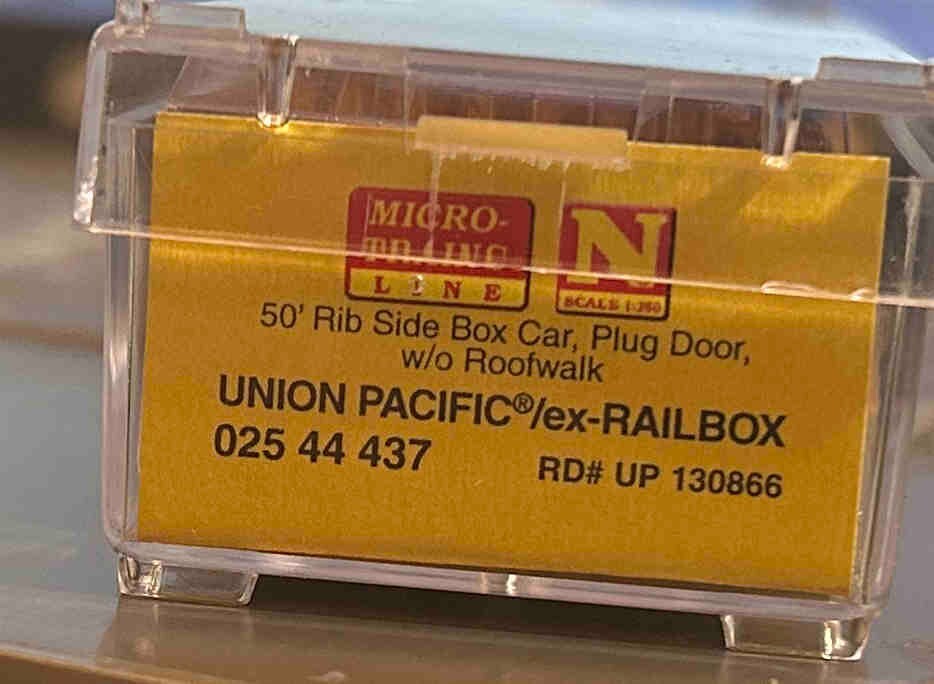 MICRO-
TRAINS
LINE
N
SCALE 1:160
50' Rib Side Box Car, Plug Door,
w/o Roofwalk
UNION PACIFIC®/ex-RAILBOX
025 44 437
RD# UP 130866